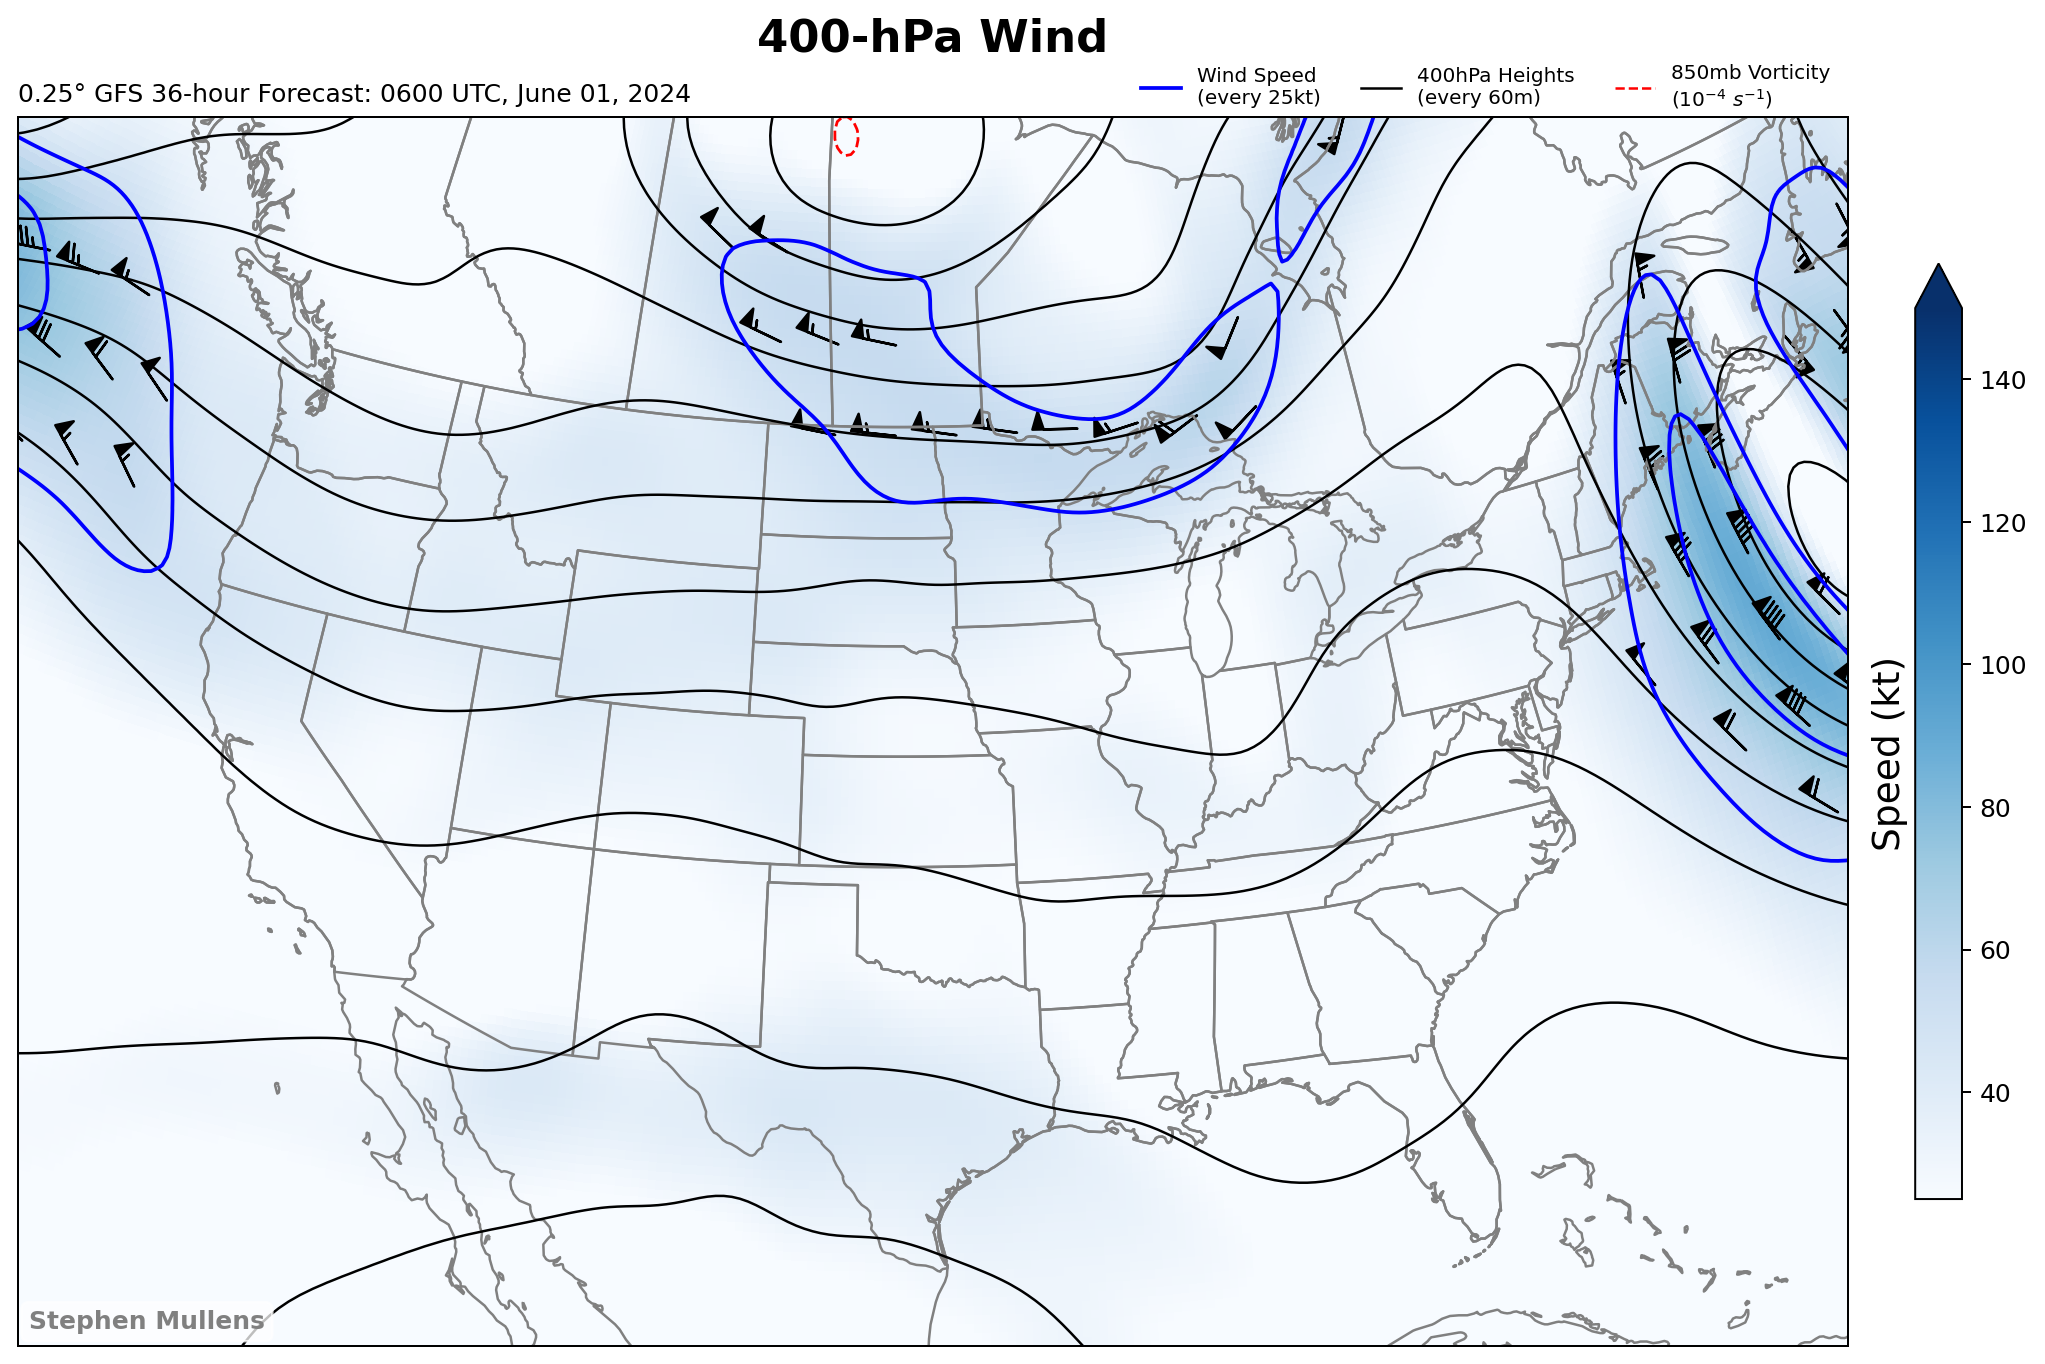 400-hPa Wind
0.25° GFS 36-hour Forecast: 0600 UTC, June 01, 2024
Wind Speed
(every 25kt)
400hPa Heights
(every 60m)
850mb Vorticity
(10⁻⁴ s⁻¹)
140
120
100
80
60
40
Speed (kt)
Stephen Mullens